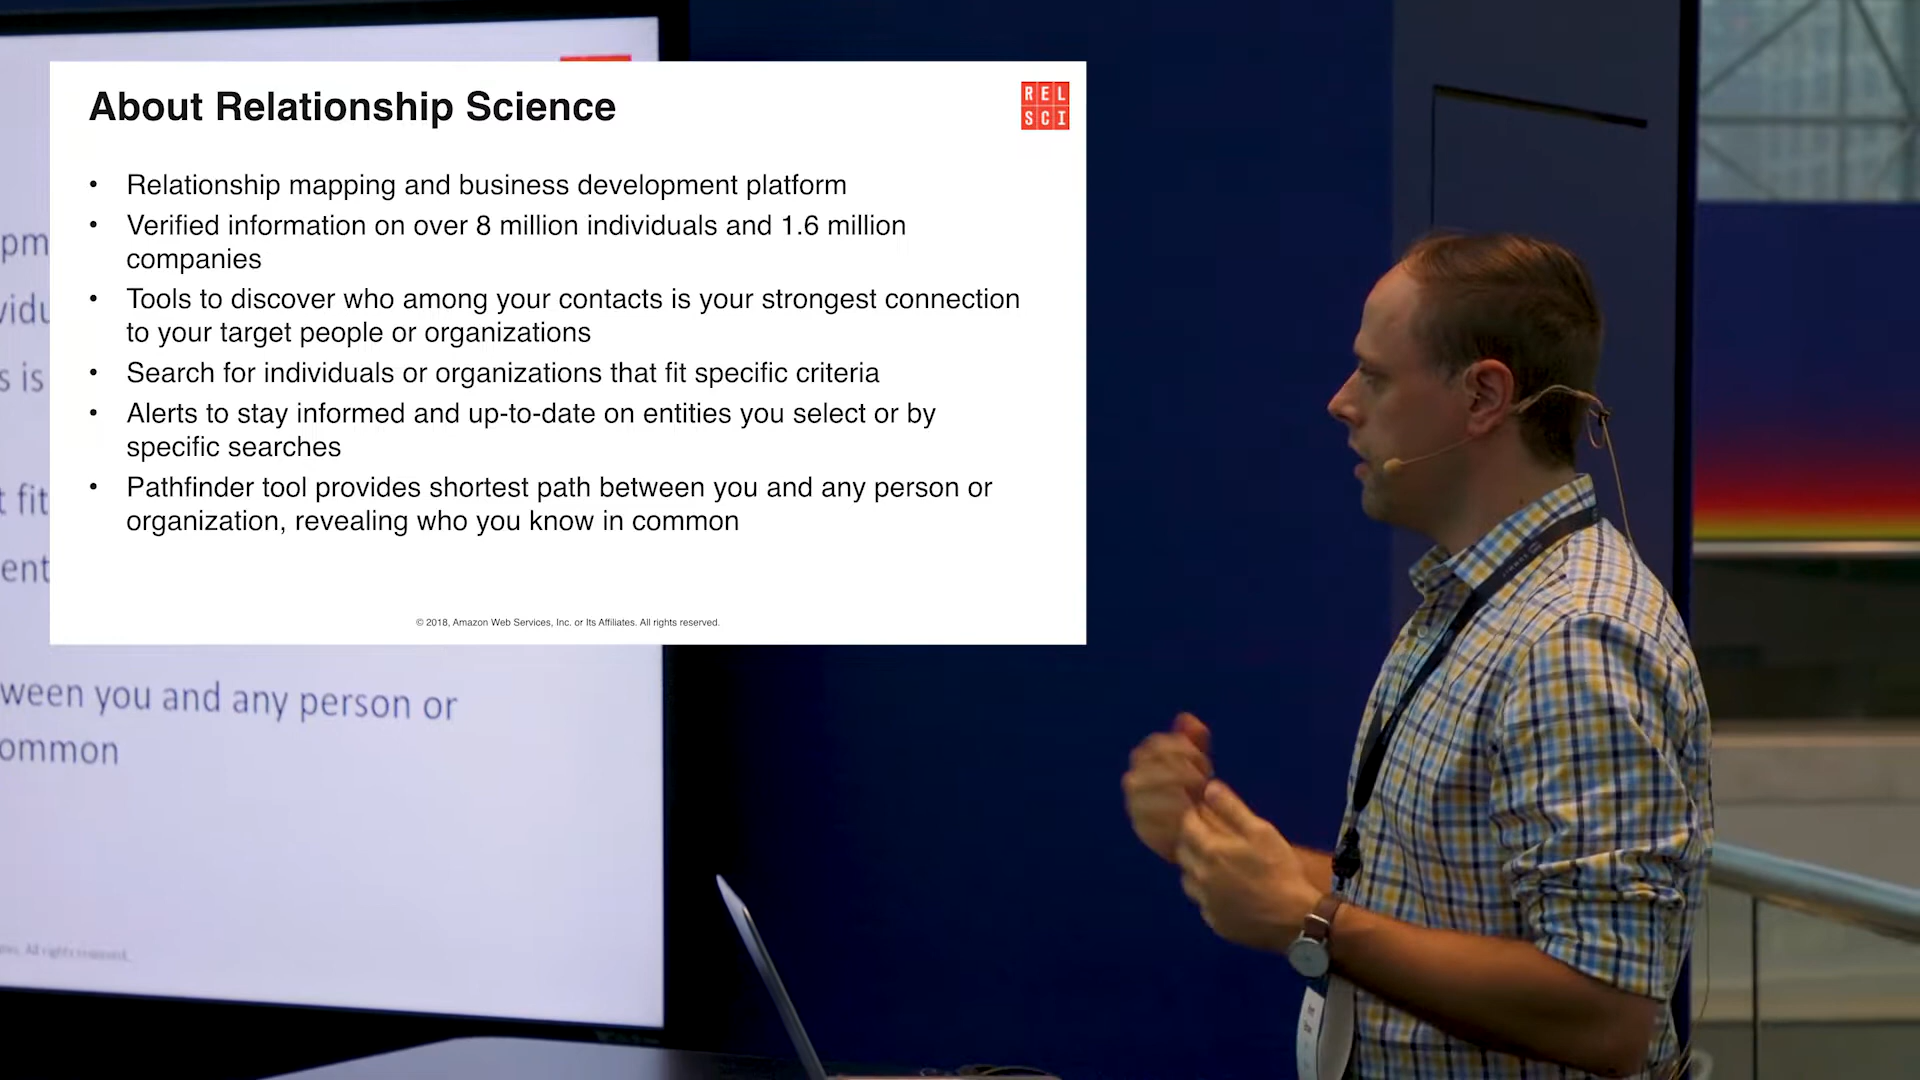 About Relationship Science
REL
SCI
• Relationship mapping and business development platform
• Verified information on over 8 million individuals and 1.6 million
companies
• Tools to discover who among your contacts is your strongest connection
to your target people or organizations
• Search for individuals or organizations that fit specific criteria
• Alerts to stay informed and up-to-date on entities you select or by
specific searches
• Pathfinder tool provides shortest path between you and any person or
organization, revealing who you know in common
© 2018, Amazon Web Services, Inc. or Its Affiliates. All rights reserved.
pm
vidu
s is
t fit
ent
ween you and any person or
ommon
All rights reserved.